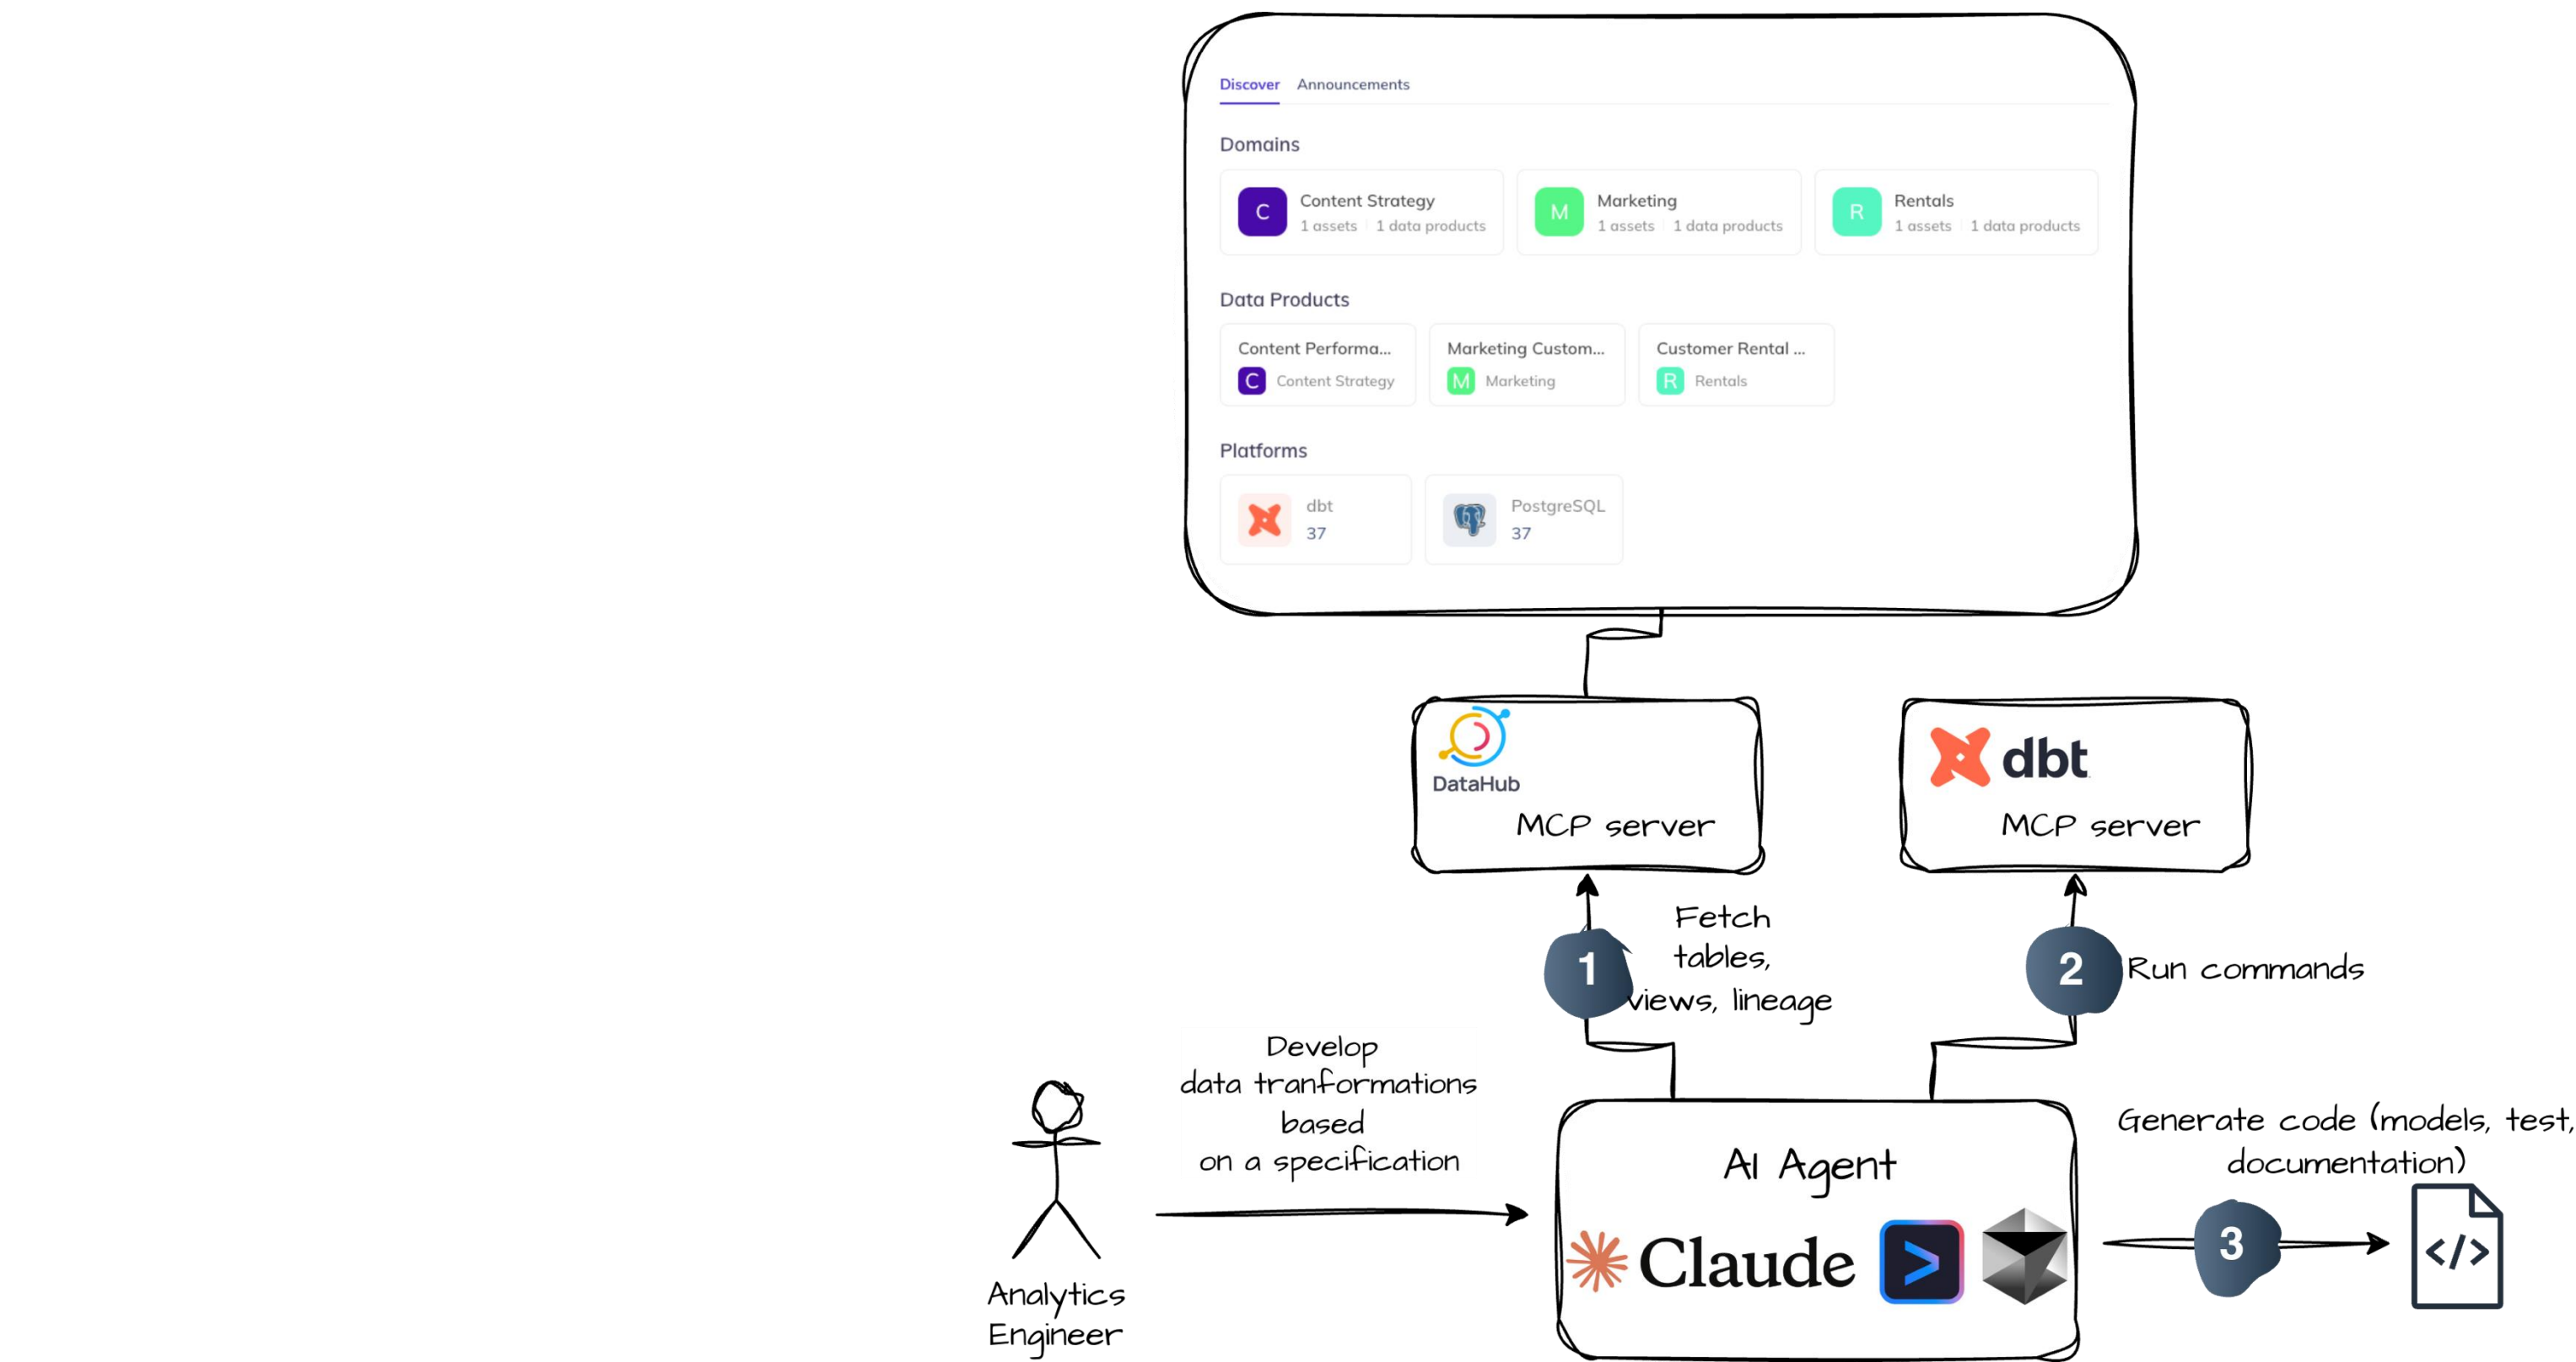 Discover Announcements
Domains
C Content Strategy
1 assets 1 data products
M Marketing
1 assets 1 data products
R Rentals
1 assets 1 data products
Data Products
Content Performa...
C Content Strategy
Marketing Custom...
M Marketing
Customer Rental ...
R Rentals
Platforms
dbt
37
PostgreSQL
37
DataHub
MCP server
dbt
MCP server
1
Fetch
tables,
views, lineage
2
Run commands
Develop
data tranformations
based
on a specification
Analytics
Engineer
AI Agent
Claude
Generate code (models, test,
documentation)
3
</>